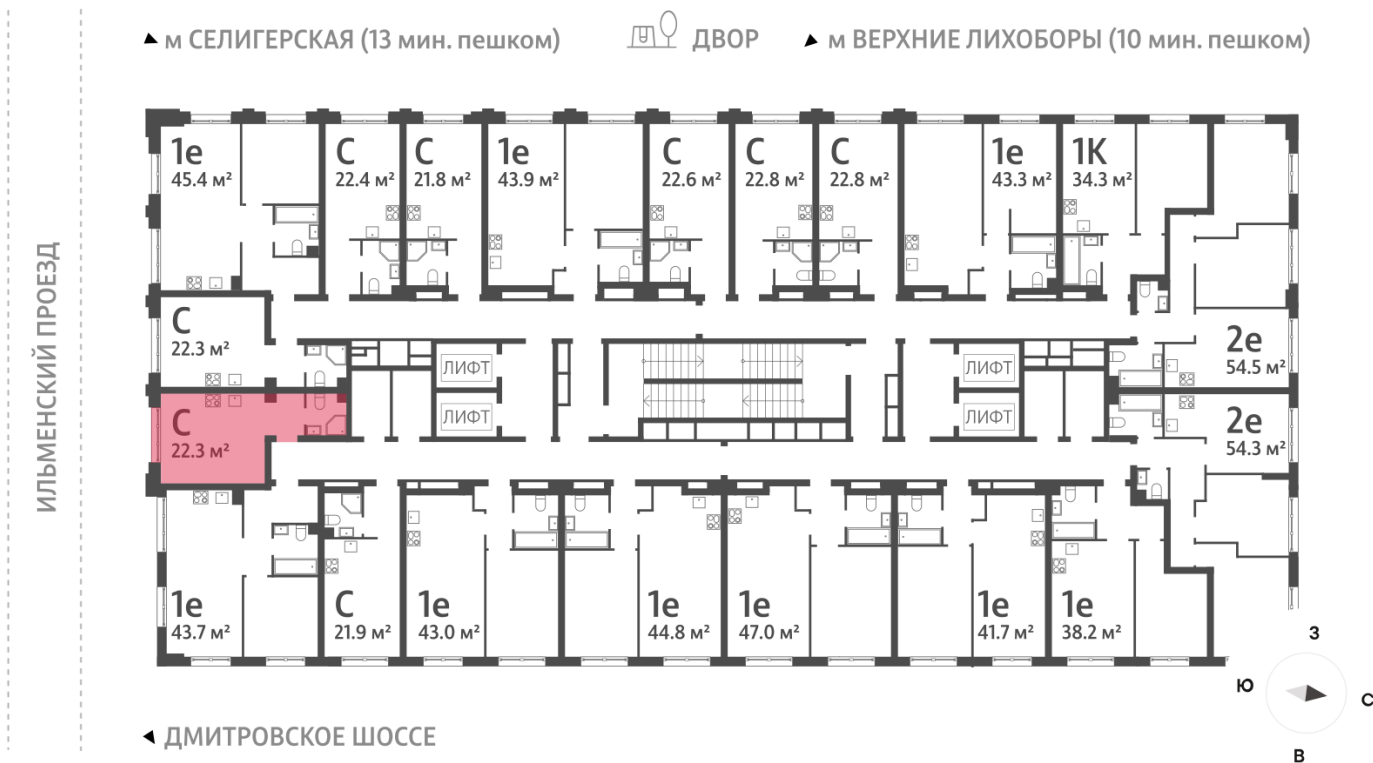 м СЕЛИГЕРСКАЯ (13 мин. пешком)
ДВОР
м ВЕРХНИЕ ЛИХОБОРЫ (10 мин. пешком)
ИЛЬМЕНСКИЙ ПРОЕЗД
1е
45.4 м²
С
22.4 м²
С
21.8 м²
1е
43.9 м²
С
22.6 м²
С
22.8 м²
С
22.8 м²
1е
43.3 м²
1К
34.3 м²
С
22.3 м²
ЛИФТ
ЛИФТ
2е
54.5 м²
С
22.3 м²
ЛИФТ
ЛИФТ
2е
54.3 м²
1е
43.7 м²
С
21.9 м²
1е
43.0 м²
1е
44.8 м²
1е
47.0 м²
1е
41.7 м²
1е
38.2 м²
З
Ю
С
В
ДМИТРОВСКОЕ ШОССЕ